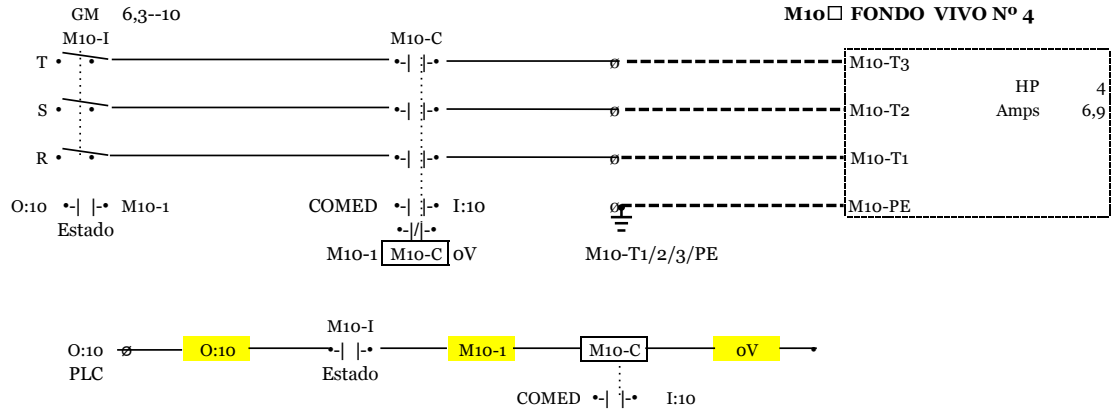 GM 6,3--10 M10□ FONDO VIVO Nº 4
M10-I M10-C
T M10-T3
HP 4
S M10-T2 Amps 6,9
R M10-T1
O:10 M10-1 COMED I:10 M10-PE
Estado
M10-1 M10-C 0V M10-T1/2/3/PE
M10-I
O:10 O:10 M10-1 M10-C 0V
PLC Estado
COMED I:10